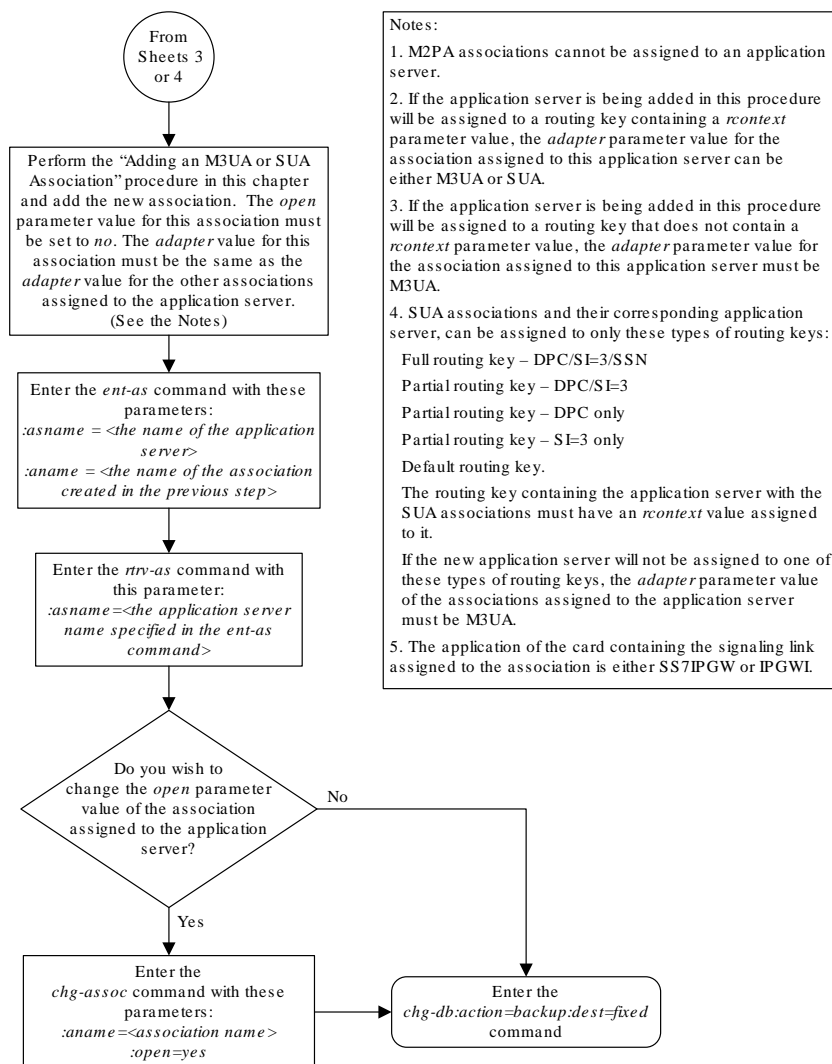 From
Sheets 3
or 4
Perform the “Adding an M3UA or SUA
Association” procedure in this chapter
and add the new association. The open
parameter value for this association must
be set to no. The adapter value for this
association must be the same as the
adapter value for the other associations
assigned to the application server.
(See the Notes)
Enter the ent-as command with these
parameters:
:asname = <the name of the application
server>
:aname = <the name of the association
created in the previous step>
Enter the rtrv-as command with
this parameter:
:asname=<the application server
name specified in the ent-as
command>
Do you wish to
change the open parameter
value of the association
assigned to the application
server?
No
Yes
Enter the
chg-assoc command with these
parameters:
:aname=<association name>
:open=yes
Enter the
chg-db:action=backup:dest=fixed
command
Notes:
1. M2PA associations cannot be assigned to an application
server.
2. If the application server is being added in this procedure
will be assigned to a routing key containing a rcontext
parameter value, the adapter parameter value for the
association assigned to this application server can be
either M3UA or SUA.
3. If the application server is being added in this procedure
will be assigned to a routing key that does not contain a
rcontext parameter value, the adapter parameter value for
the association assigned to this application server must be
M3UA.
4. SUA associations and their corresponding application
server, can be assigned to only these types of routing keys:
Full routing key – DPC/SI=3/SSN
Partial routing key – DPC/SI=3
Partial routing key – DPC only
Partial routing key – SI=3 only
Default routing key.
The routing key containing the application server with the
SUA associations must have an rcontext value assigned
to it.
If the new application server will not be assigned to one of
these types of routing keys, the adapter parameter value
of the associations assigned to the application server
must be M3UA.
5. The application of the card containing the signaling link
assigned to the association is either SS7IPGW or IPGWI.